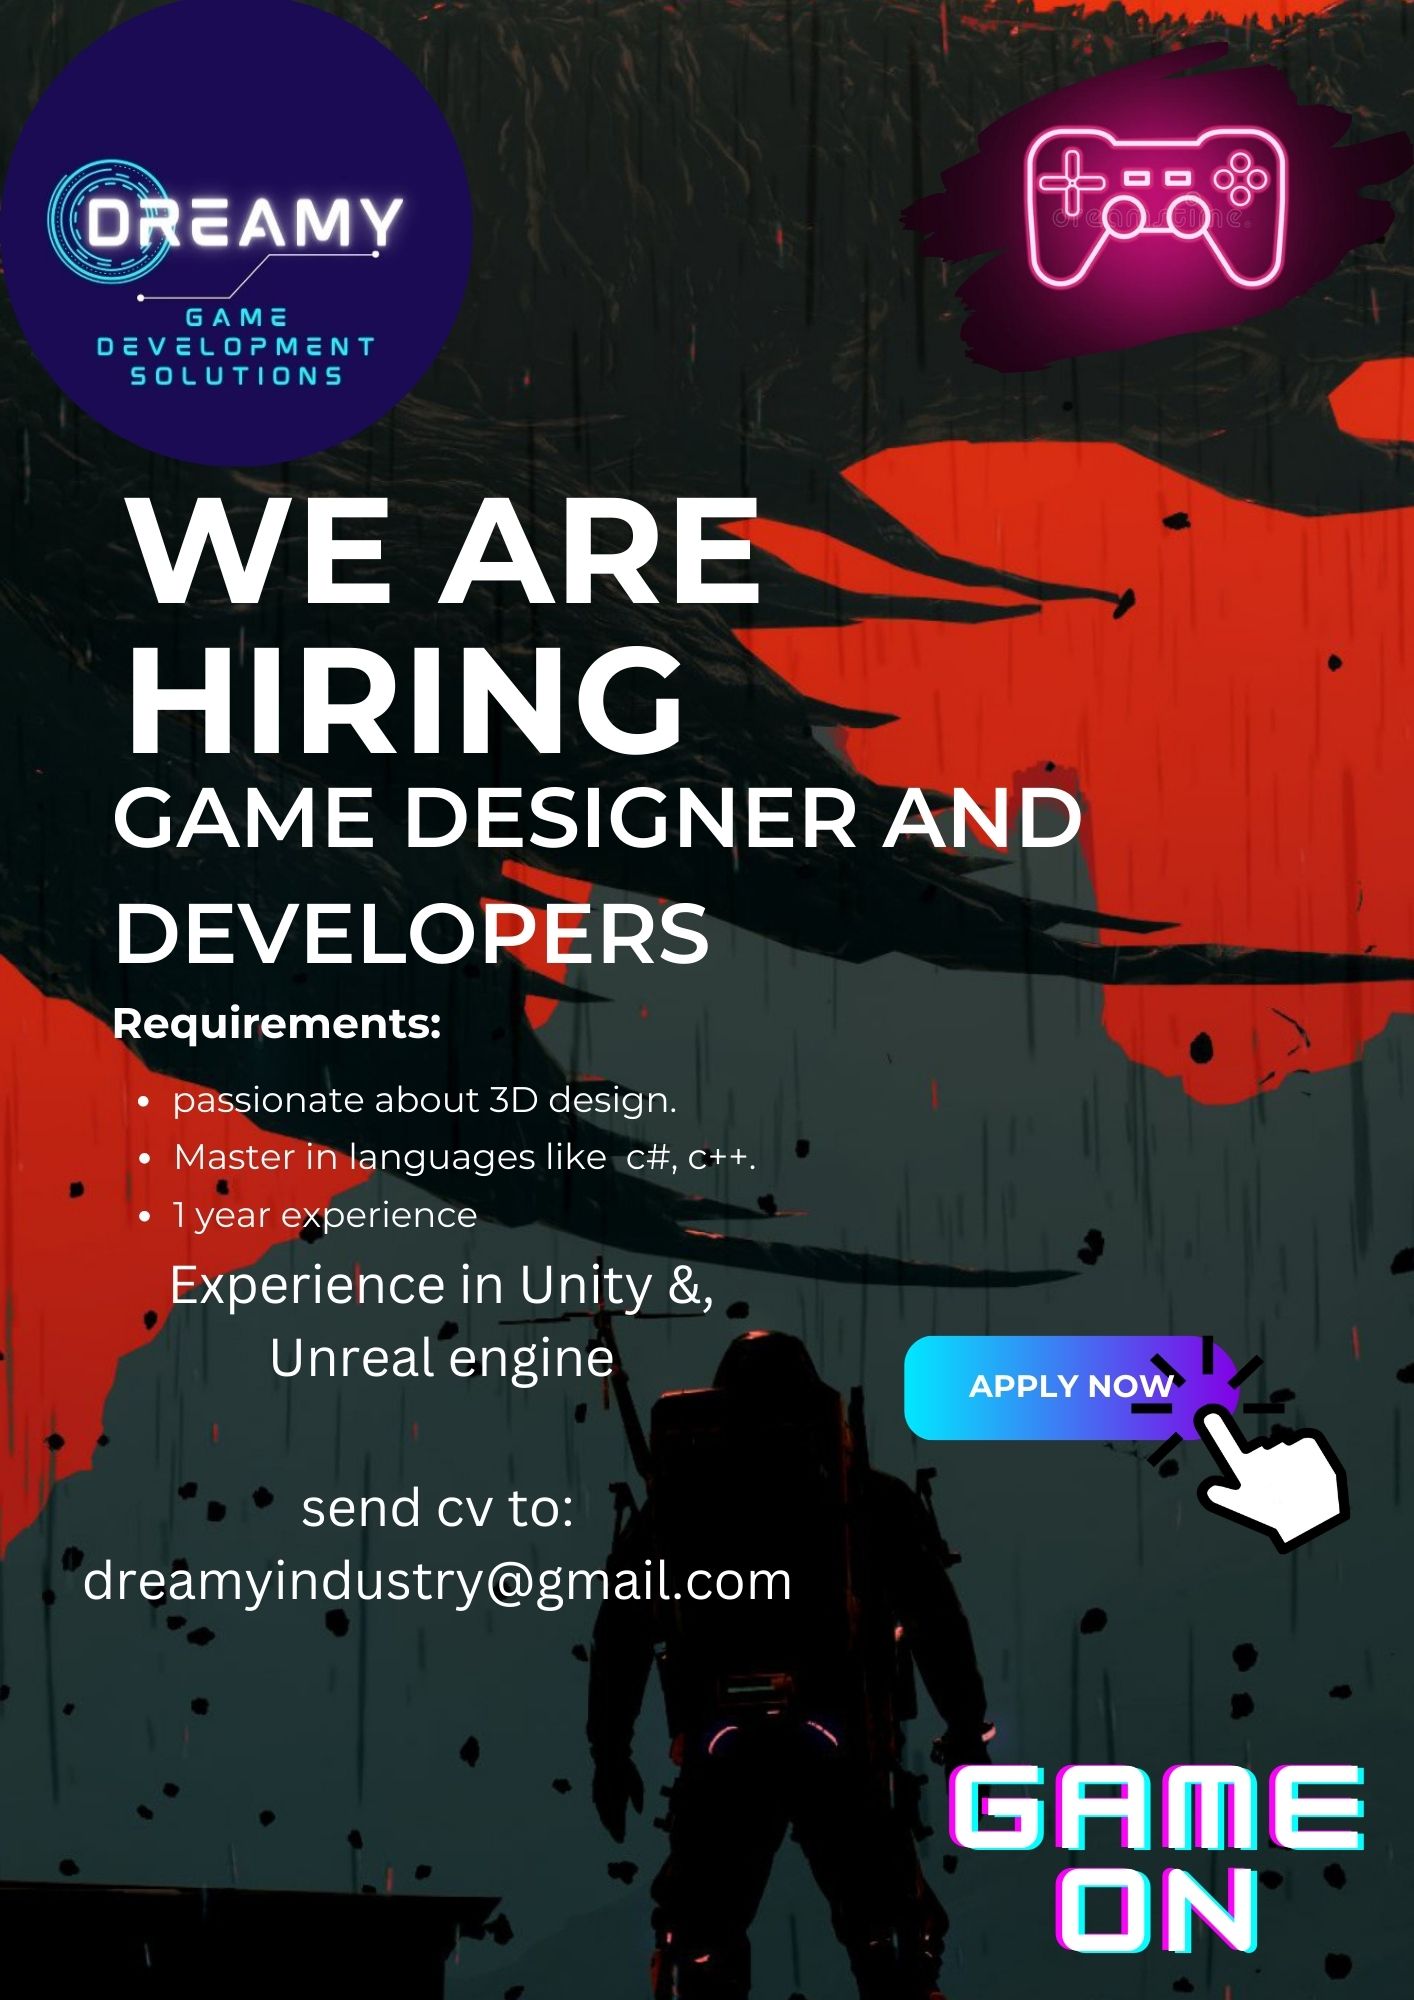 DREAMY
GAME
DEVELOPMENT
SOLUTIONS
dreamstime.
WE ARE
HIRING
GAME DESIGNER AND
DEVELOPERS
Requirements:
• passionate about 3D design.
• Master in languages like c#, c++.
• 1 year experience
Experience in Unity &,
Unreal engine
APPLY NOW
send cv to:
dreamyindustry@gmail.com
GAME
ON